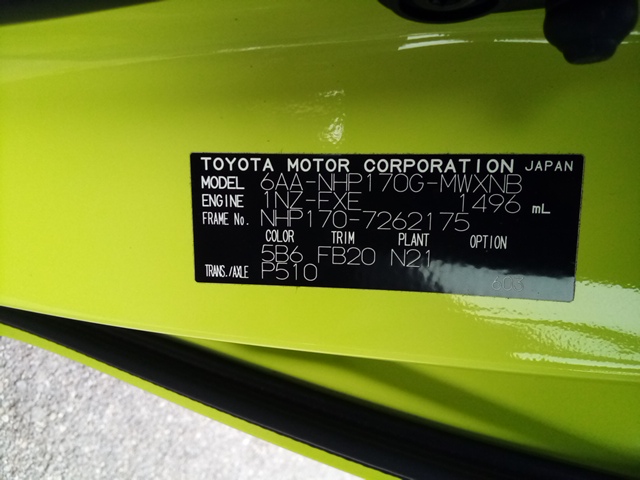 TOYOTA MOTOR CORPORATION JAPAN
MODEL 6AA-NHP170G-MWXNB
ENGINE 1NZ-FXE 1496 mL
FRAME No. NHP170-7262175
COLOR TRIM PLANT OPTION
5B6 FB20 N21
TRANS./AXLE P510